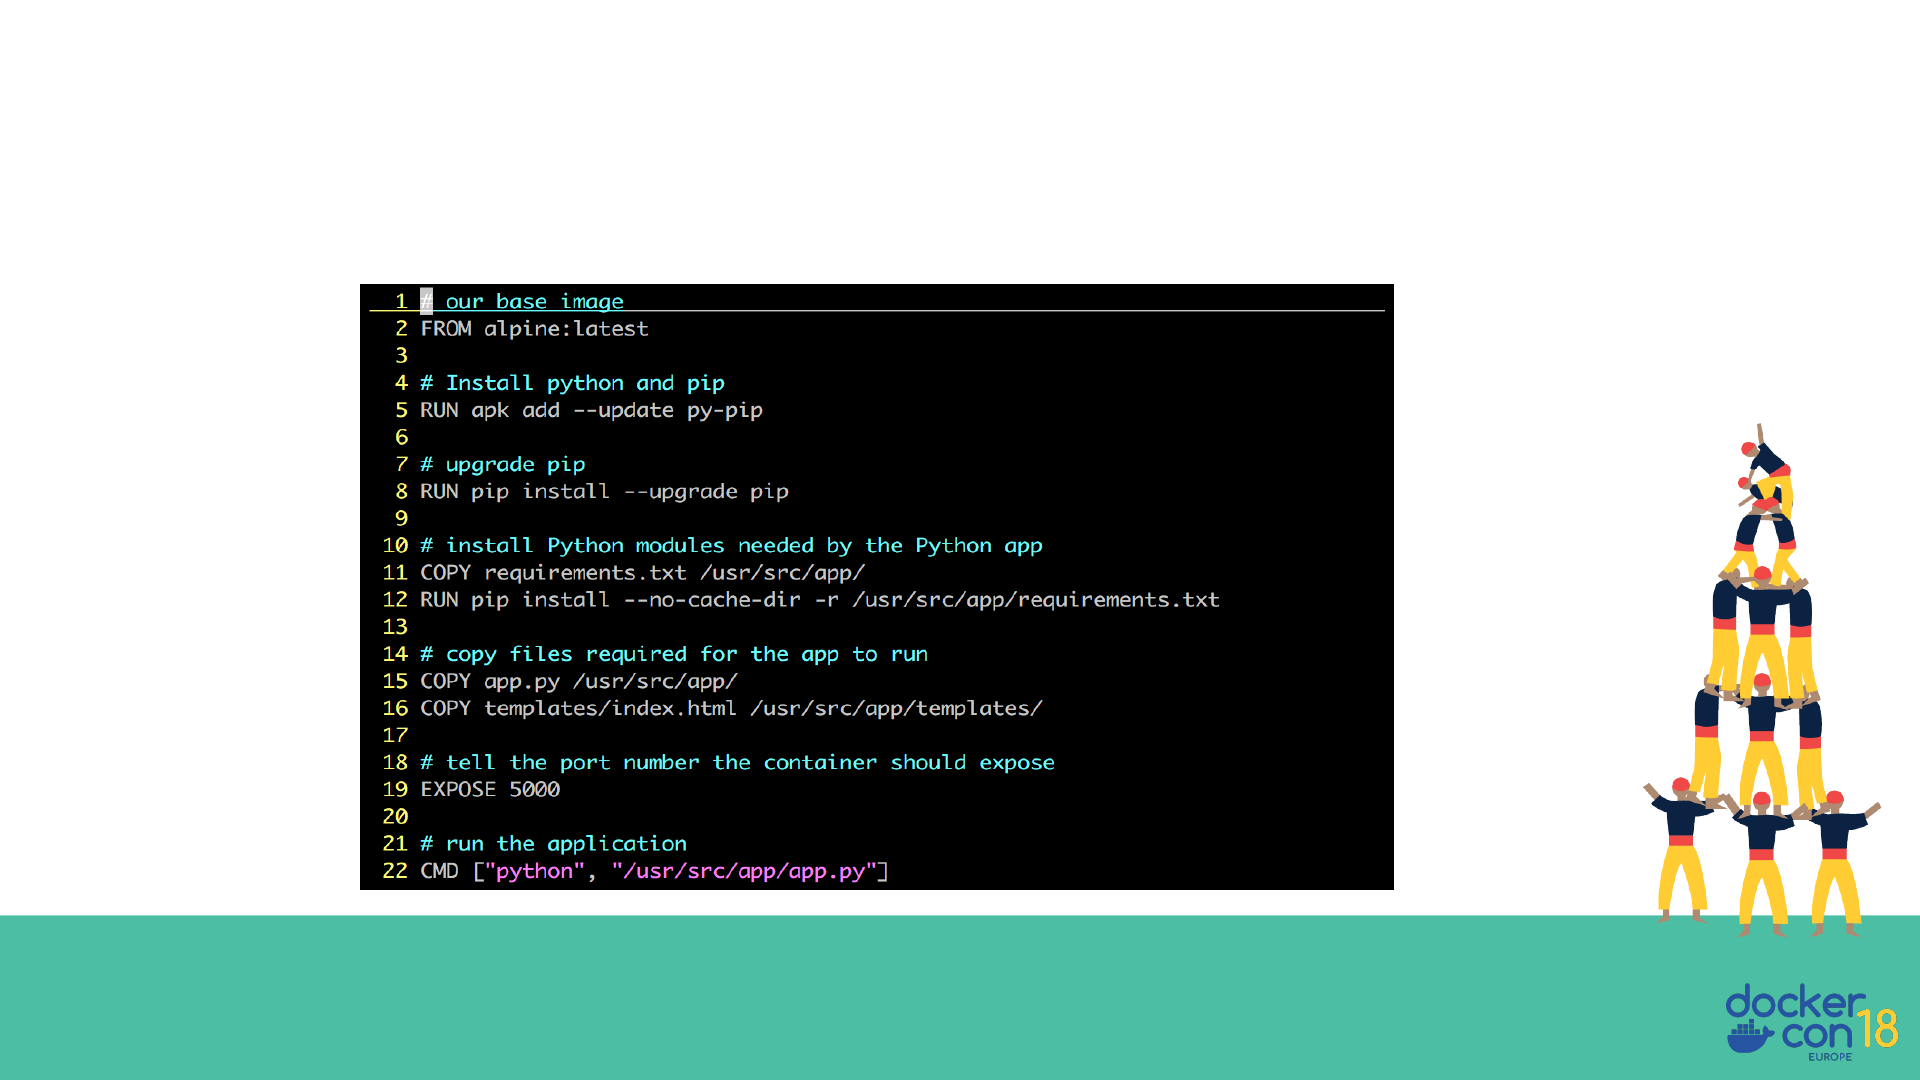 1 # our base image
2 FROM alpine:latest
3
4 # Install python and pip
5 RUN apk add --update py-pip
6
7 # upgrade pip
8 RUN pip install --upgrade pip
9
10 # install Python modules needed by the Python app
11 COPY requirements.txt /usr/src/app/
12 RUN pip install --no-cache-dir -r /usr/src/app/requirements.txt
13
14 # copy files required for the app to run
15 COPY app.py /usr/src/app/
16 COPY templates/index.html /usr/src/app/templates/
17
18 # tell the port number the container should expose
19 EXPOSE 5000
20
21 # run the application
22 CMD ["python", "/usr/src/app/app.py"]
docker
con 18
EUROPE